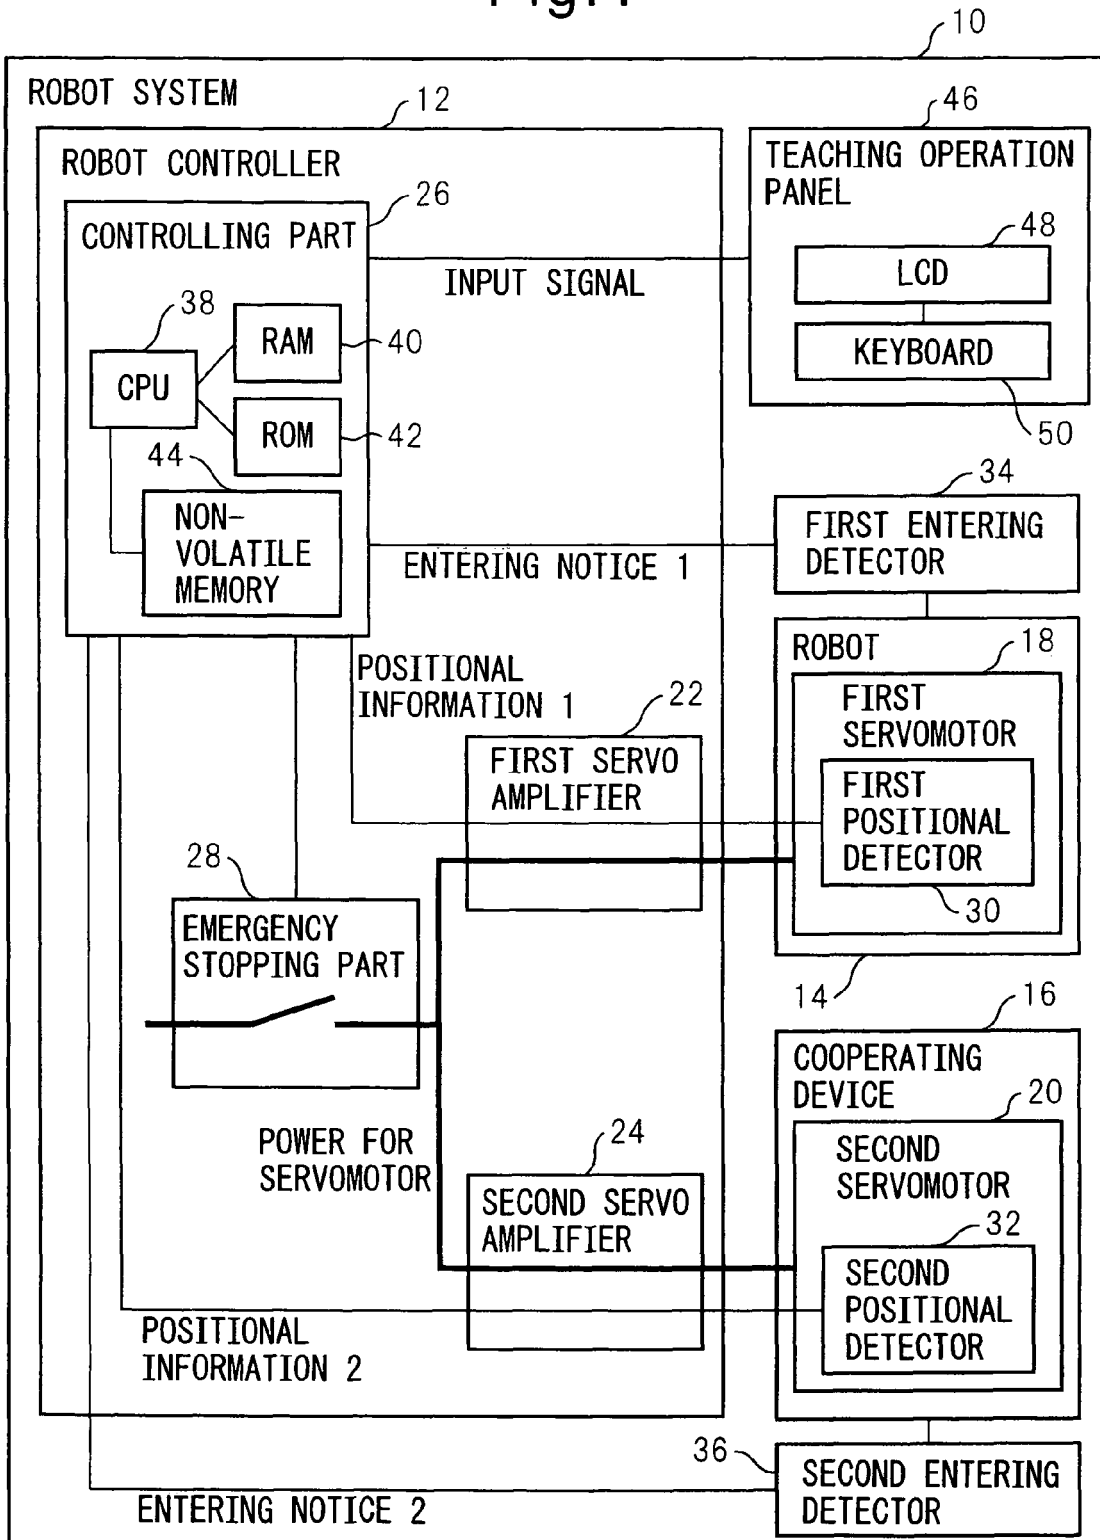 10
ROBOT SYSTEM
12
46
ROBOT CONTROLLER
TEACHING OPERATION
PANEL
26
CONTROLLING PART
48
LCD
INPUT SIGNAL
38
RAM
40
KEYBOARD
CPU
50
ROM
42
44
34
NON-
VOLATILE
MEMORY
FIRST ENTERING
DETECTOR
ENTERING NOTICE 1
ROBOT
18
POSITIONAL
INFORMATION 1
22
FIRST
SERVOMOTOR
FIRST SERVO
AMPLIFIER
FIRST
POSITIONAL
DETECTOR
28
30
EMERGENCY
STOPPING PART
14
16
COOPERATING
DEVICE
20
POWER FOR
SERVOMOTOR
24
SECOND
SERVOMOTOR
SECOND SERVO
AMPLIFIER
32
SECOND
POSITIONAL
DETECTOR
POSITIONAL
INFORMATION 2
36
SECOND ENTERING
DETECTOR
ENTERING NOTICE 2